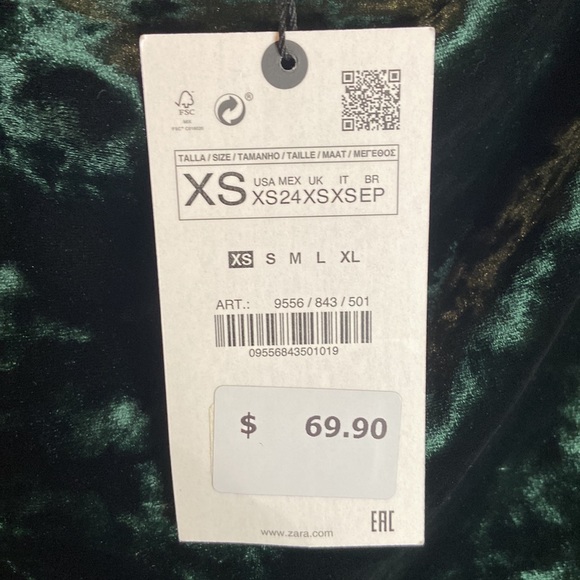 FSC
®
TALLA / SIZE / TAMANHO / TAILLE / MAAT / ΜΕΓΕΘΟΣ
XS USA MEX UK IT BR
XS 24 XS XS EP
XS S M L XL
ART.: 9556 / 843 / 501
09556843501019
$ 69.90
www.zara.com
EAC